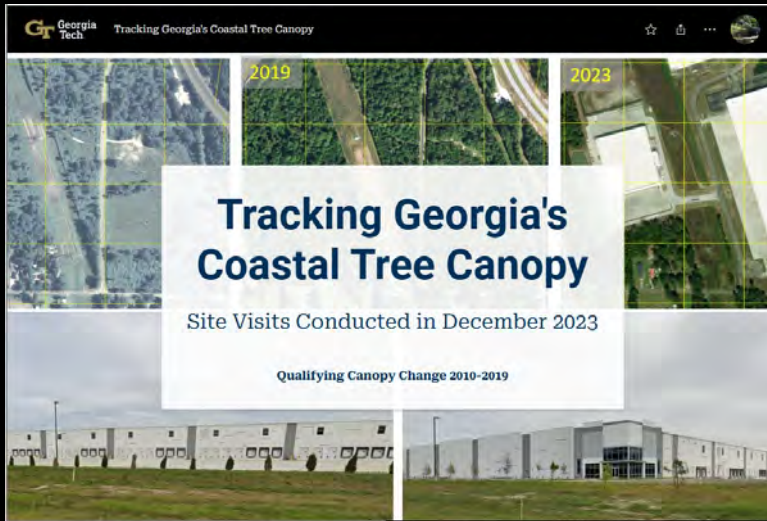 Georgia
Tech
Tracking Georgia's Coastal Tree Canopy
2019
2023
Tracking Georgia's
Coastal Tree Canopy
Site Visits Conducted in December 2023
Qualifying Canopy Change 2010-2019